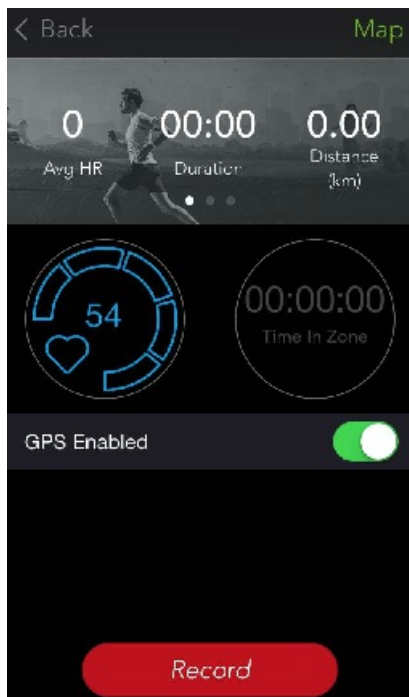 Back
Map
0
00:00
0.00
Avg HR
Duration
Distance
(km)
54
00:00:00
Time In Zone
GPS Enabled
Record